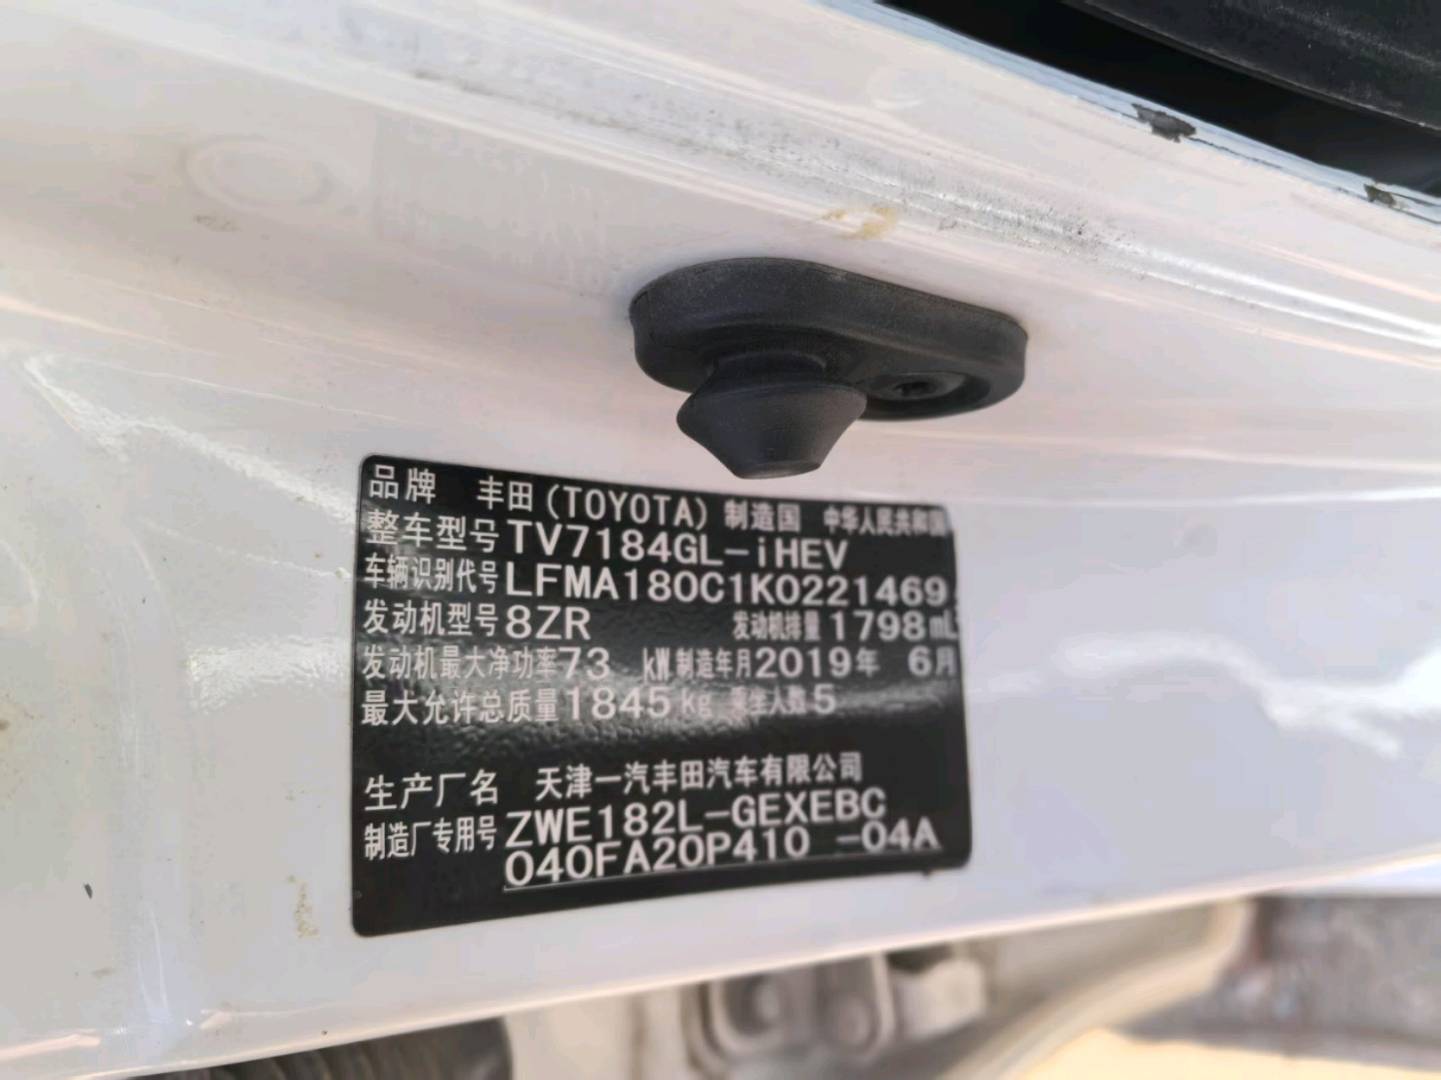 品牌 丰田(TOYOTA) 制造国 中华人民共和国
整车型号 TV7184GL-iHEV
车辆识别代号 LFMA180C1K0221469
发动机型号 8ZR 发动机排量 1798 mL
发动机最大净功率 73 kW 制造年月 2019年 6月
最大允许总质量 1845 kg 乘坐人数 5
生产厂名 天津一汽丰田汽车有限公司
制造厂专用号 ZWE182L-GEXEBC
040FA20P410 -04A